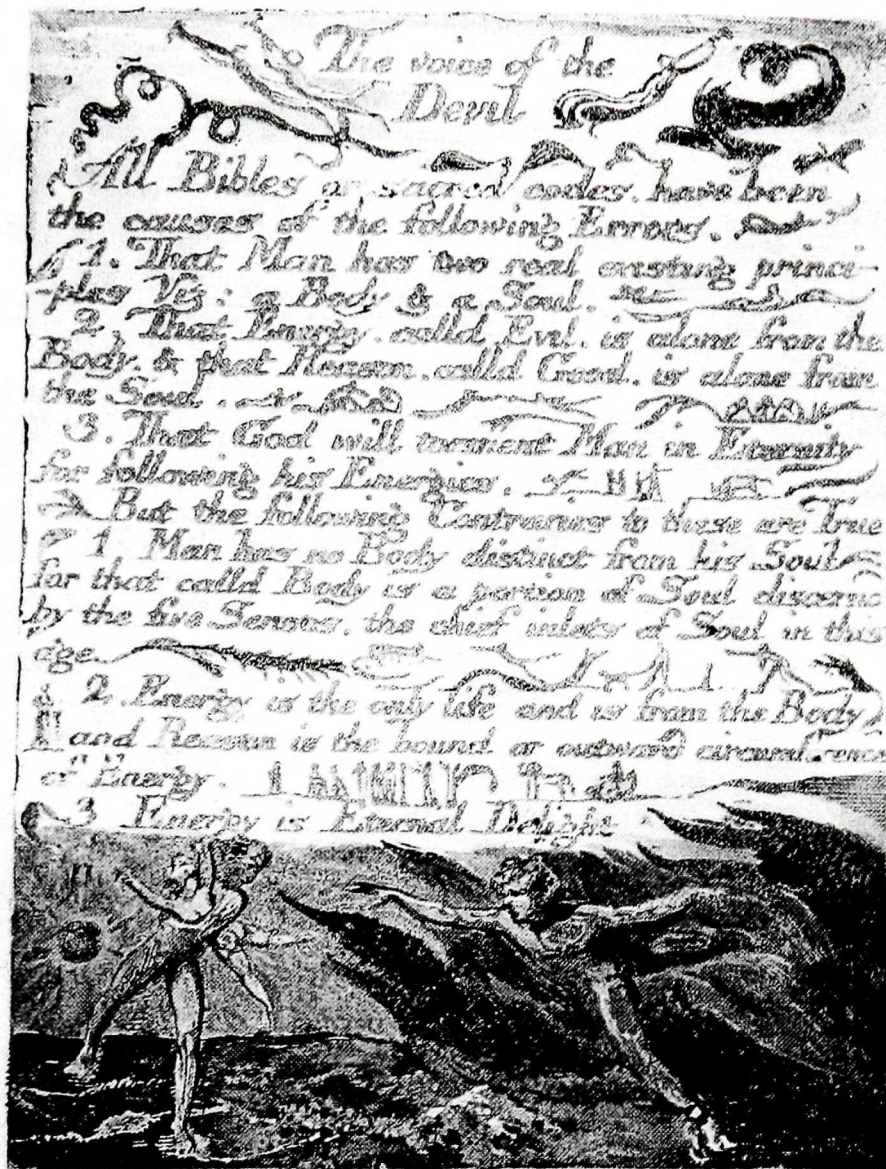 The voice of the
Devil
All Bibles or sacred codes. have been
the causes of the following Errors.
1. That Man has two real existing princi-
-ples Viz: a Body & a Soul.
2. That Energy. calld Evil. is alone from the
Body. & that Reason. calld Good. is alone from
the Soul.
3. That God will torment Man in Eternity
for following his Energies.
But the following Contraries to these are True
1 Man has no Body distinct from his Soul
for that calld Body is a portion of Soul discernd
by the five Senses. the chief inlets of Soul in this
age
2. Energy is the only life and is from the Body
and Reason is the bound or outward circumference
of Energy.
3 Energy is Eternal Delight